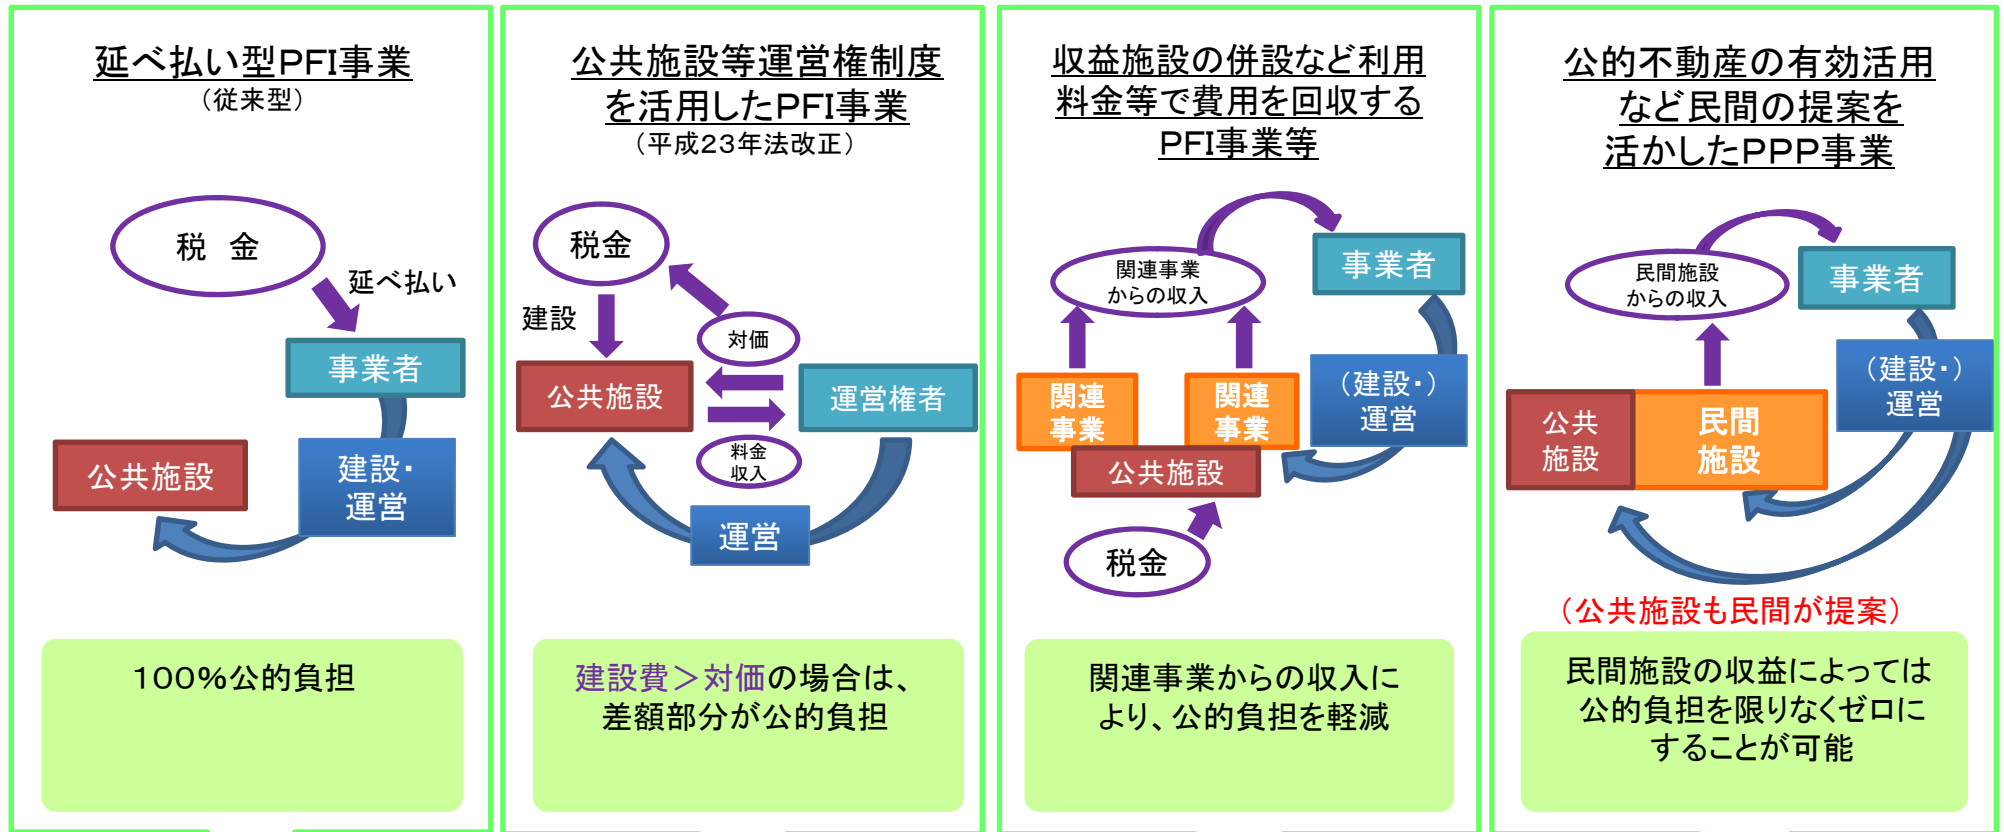 延べ払い型PFI事業
（従来型）
税　金
延べ払い
事業者
公共施設
建設・
運営
100%公的負担
公共施設等運営権制度
を活用したPFI事業
（平成23年法改正）
税金
建設
対価
公共施設
運営権者
料金
収入
運営
建設費＞対価の場合は、
差額部分が公的負担
収益施設の併設など利用
料金等で費用を回収する
PFI事業等
関連事業
からの収入
事業者
関連
事業
関連
事業
（建設・）
運営
公共施設
税金
関連事業からの収入に
より、公的負担を軽減
公的不動産の有効活用
など民間の提案を
活かしたPPP事業
民間施設
からの収入
事業者
（建設・）
運営
公共
施設
民間
施設
（公共施設も民間が提案）
民間施設の収益によっては
公的負担を限りなくゼロに
することが可能